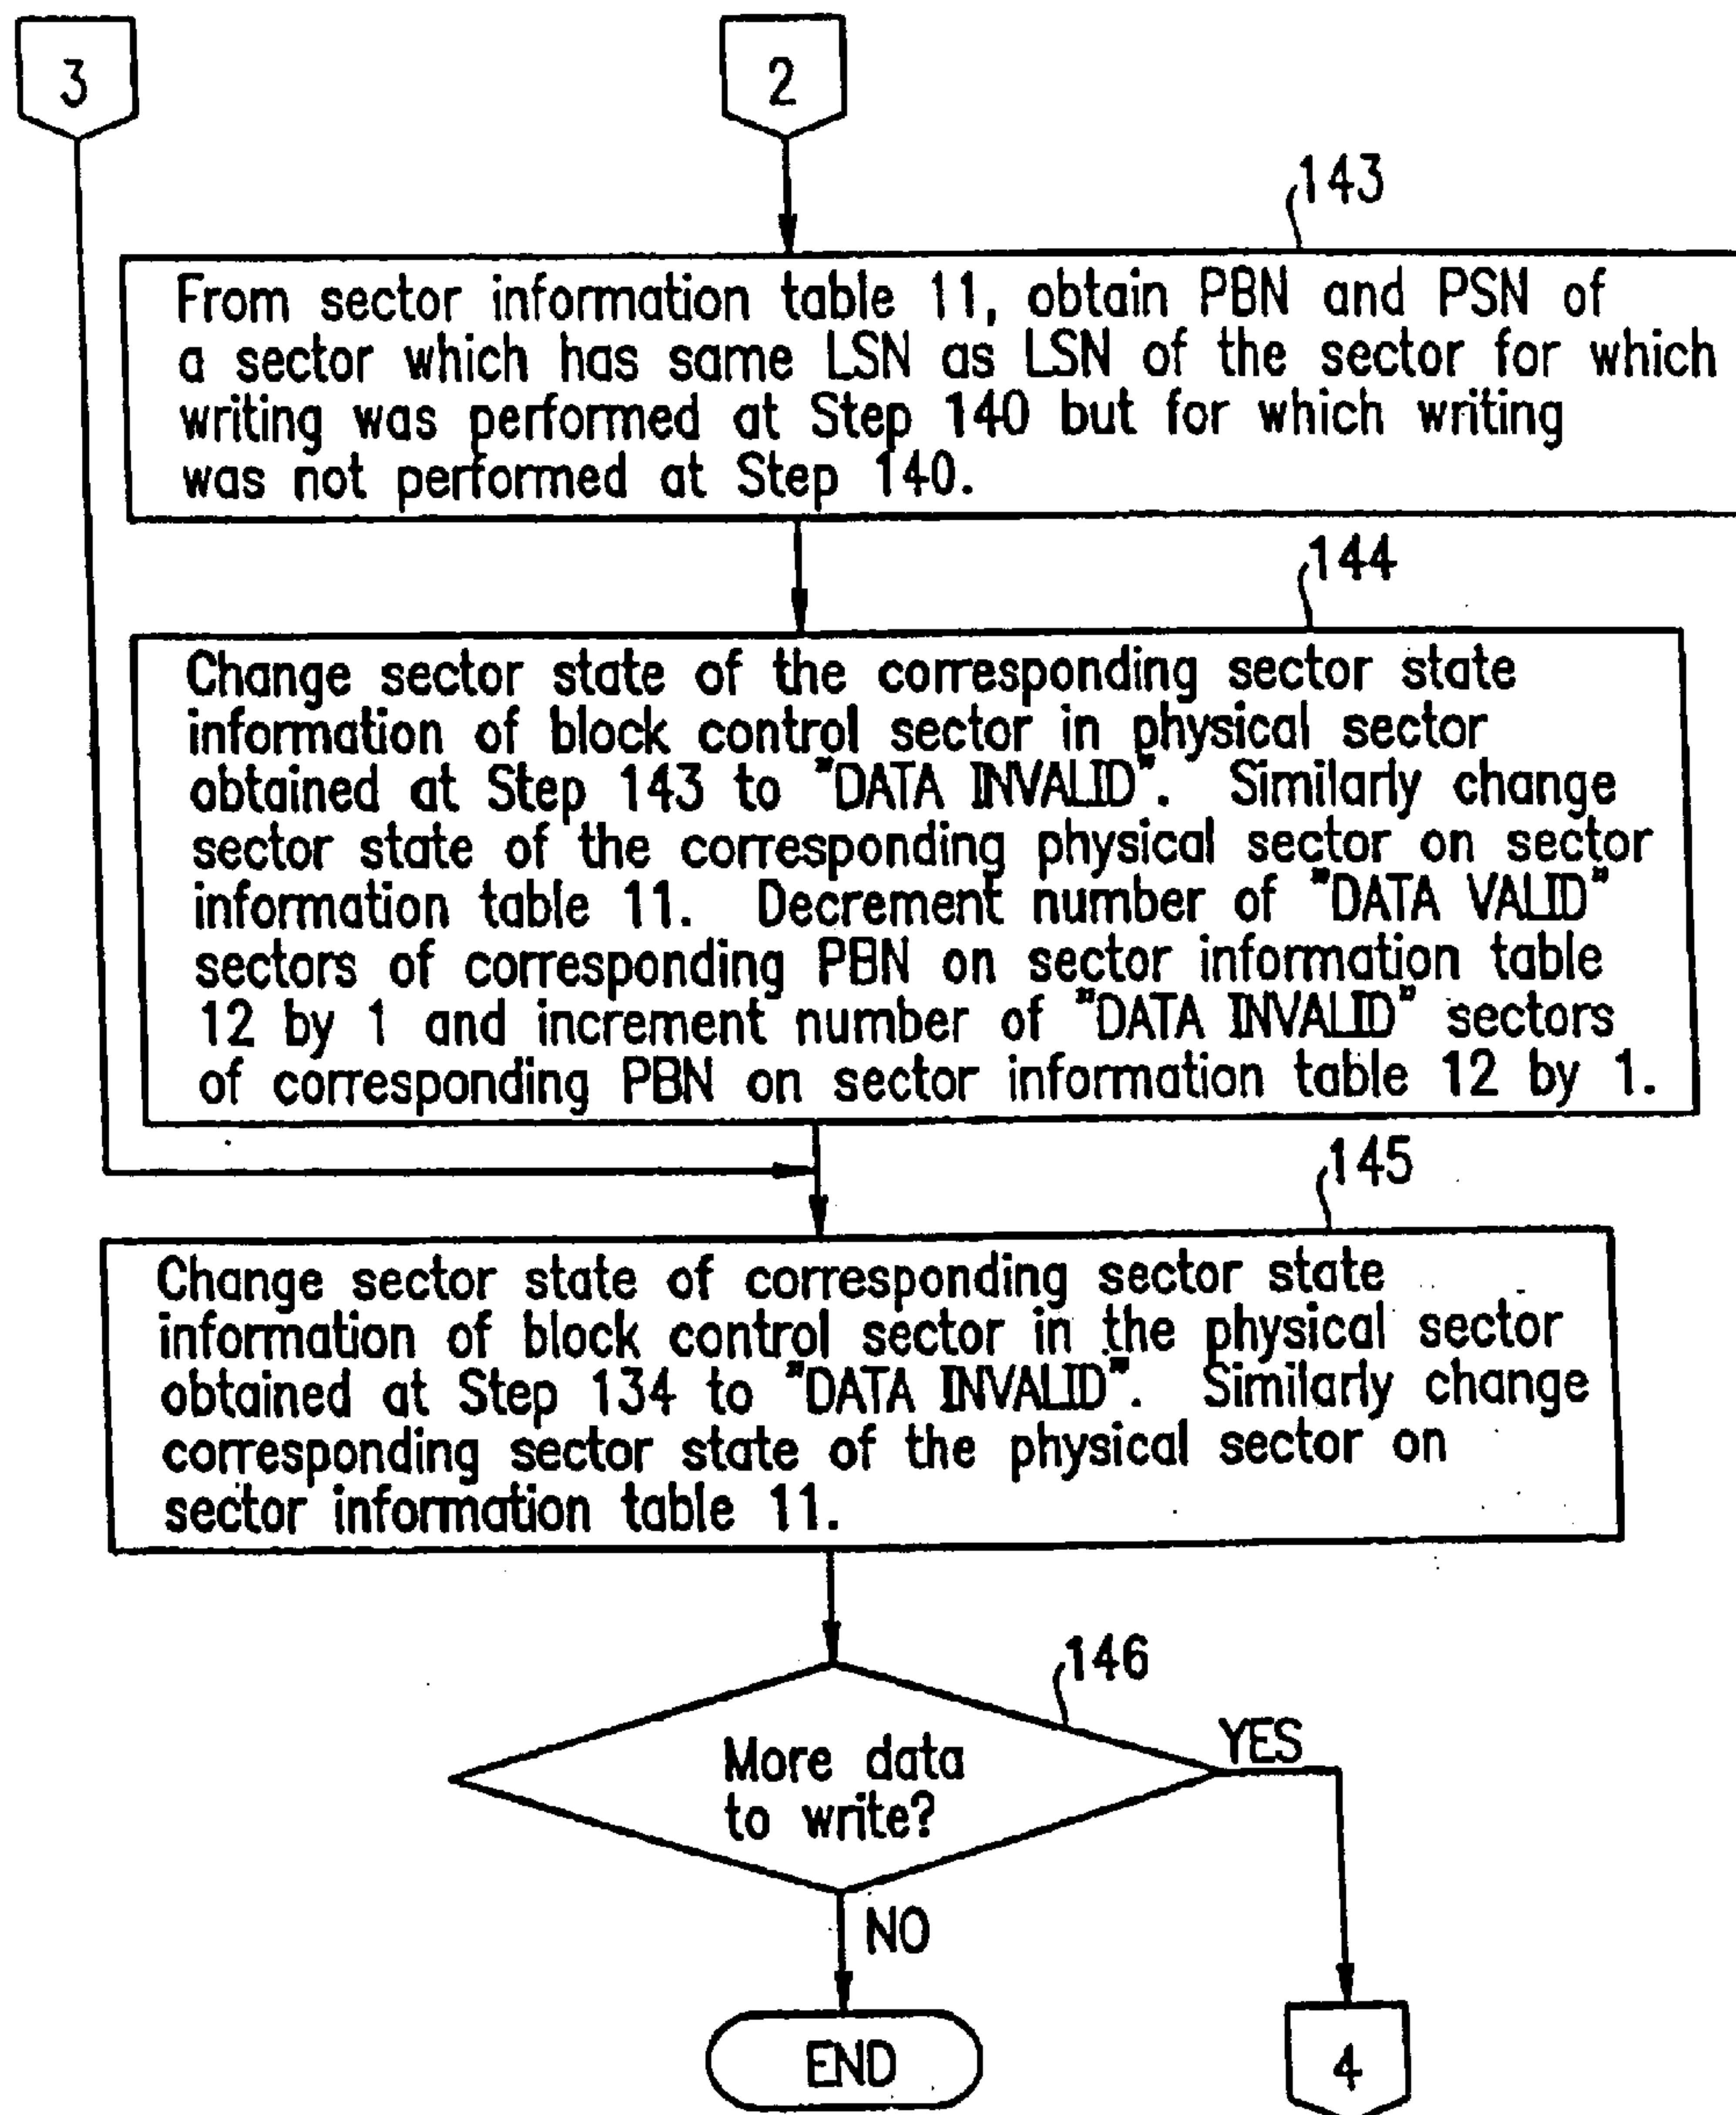 3
2
143
From sector information table 11, obtain PBN and PSN of
a sector which has same LSN as LSN of the sector for which
writing was performed at Step 140 but for which writing
was not performed at Step 140.
144
Change sector state of the corresponding sector state
information of block control sector in physical sector
obtained at Step 143 to "DATA INVALID". Similarly change
sector state of the corresponding physical sector on sector
information table 11. Decrement number of "DATA VALID"
sectors of corresponding PBN on sector information table
12 by 1 and increment number of "DATA INVALID" sectors
of corresponding PBN on sector information table 12 by 1.
145
Change sector state of corresponding sector state
information of block control sector in the physical sector
obtained at Step 134 to "DATA INVALID". Similarly change
corresponding sector state of the physical sector on
sector information table 11.
146
More data
to write?
YES
NO
END
4